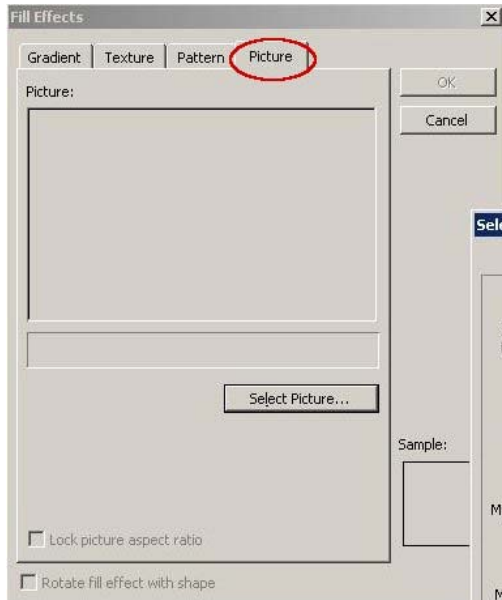 Fill Effects
Gradient Texture Pattern Picture
OK
Picture:
Cancel
Select Picture...
Sample:
Lock picture aspect ratio
Rotate fill effect with shape